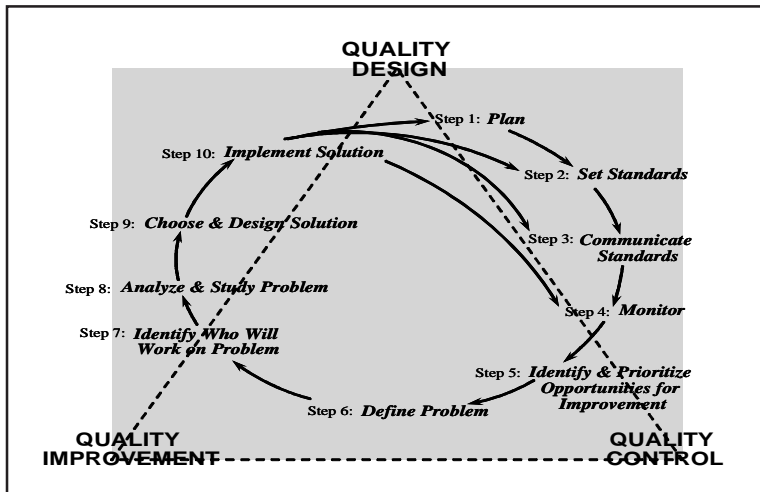 QUALITY
DESIGN
Step 1: Plan
Step 10: Implement Solution
Step 2: Set Standards
Step 9: Choose & Design Solution
Step 3: Communicate
Standards
Step 8: Analyze & Study Problem
Step 4: Monitor
Step 7: Identify Who Will
Work on Problem
Step 5: Identify & Prioritize
Opportunities for
Improvement
Step 6: Define Problem
QUALITY
IMPROVEMENT
QUALITY
CONTROL